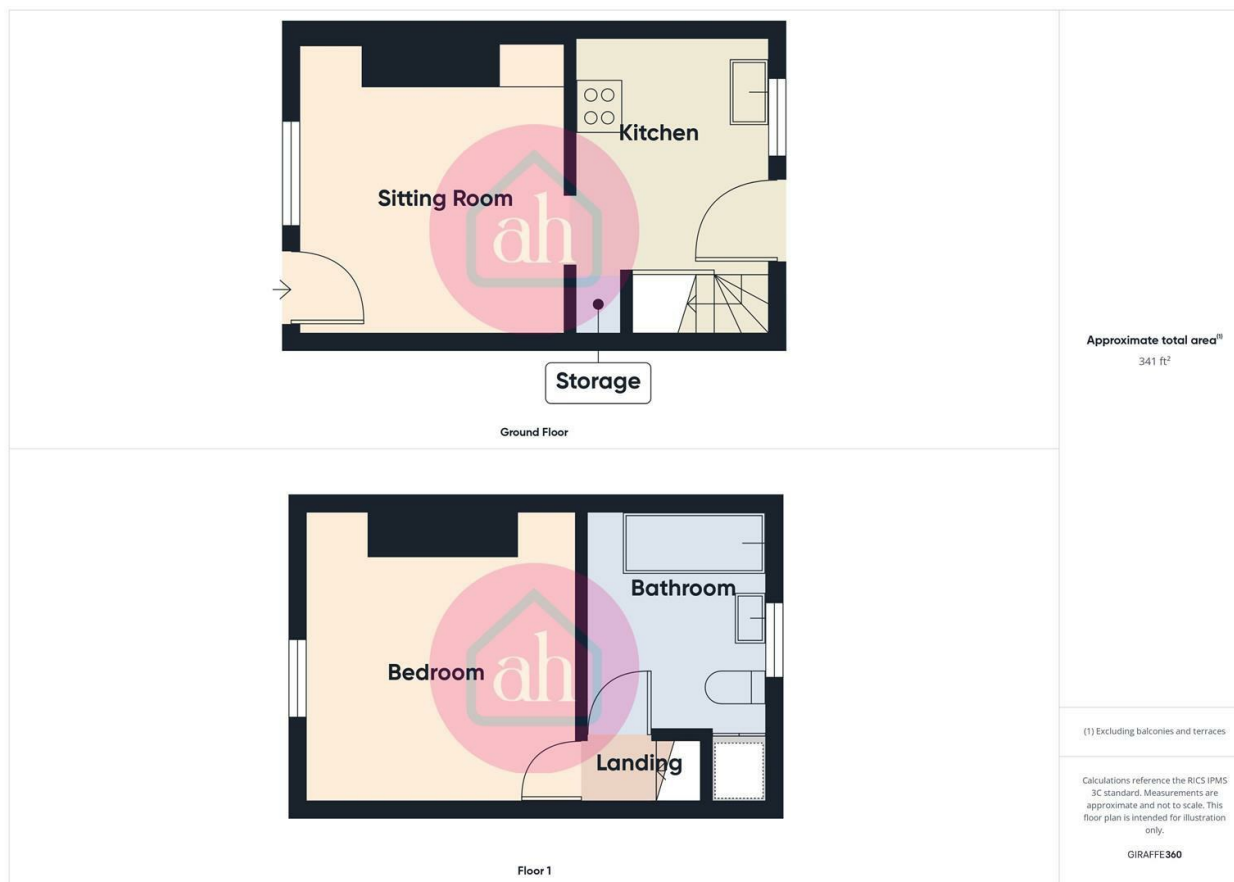 Kitchen
Sitting Room
ah
Storage
Ground Floor
Approximate total area(1)
341 ft²
Bathroom
Bedroom
ah
Landing
Floor 1
(1) Excluding balconies and terraces
Calculations reference the RICS IPMS
3C standard. Measurements are
approximate and not to scale. This
floor plan is intended for illustration
only.
GIRAFFE360